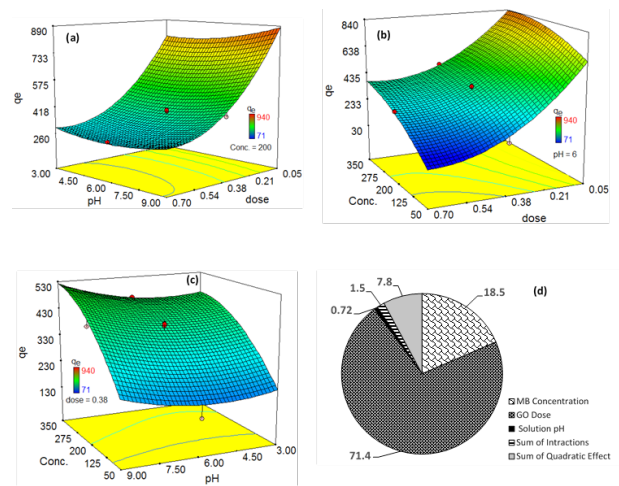 (a)
890
733
575
418
260
qe
qe
940
71
Conc. = 200
3.00
4.50
6.00
7.50
9.00
pH
0.70
0.54
0.38
0.21
0.05
dose
(b)
840
638
435
233
30
qe
qe
940
71
pH = 6
350
275
200
125
50
Conc.
0.70
0.54
0.38
0.21
0.05
dose
(c)
530
430
330
230
130
qe
qe
940
71
dose = 0.38
350
275
200
125
50
Conc.
9.00
7.50
6.00
4.50
3.00
pH
(d)
7.8
1.5
0.72
18.5
71.4
MB Concentration
GO Dose
Solution pH
Sum of Intractions
Sum of Quadratic Effect